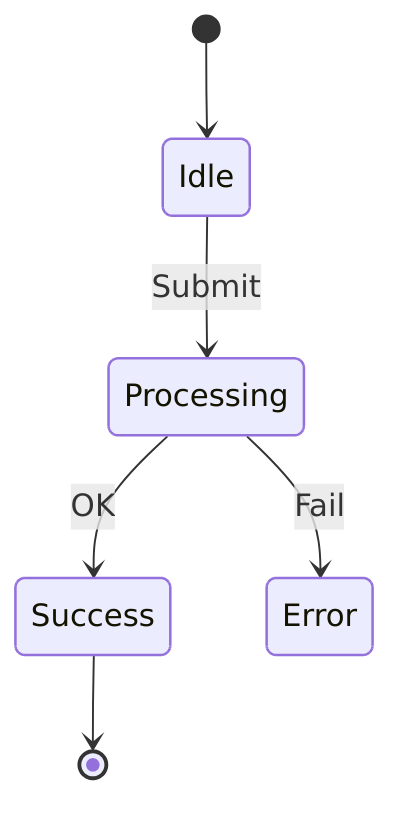 Idle
Submit
Processing
OK
Fail
Success
Error